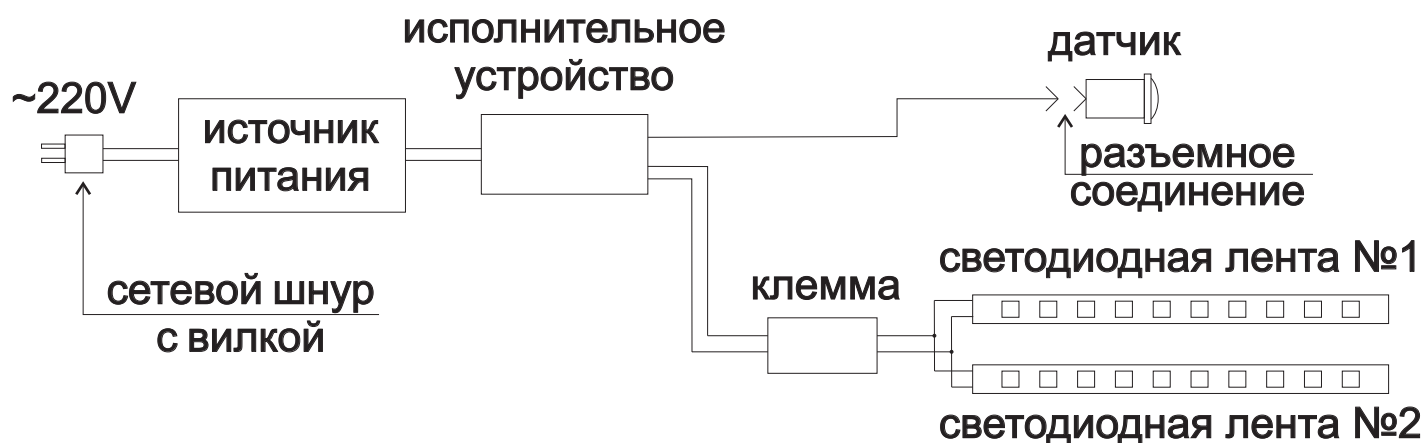 исполнительное
устройство
датчик
~220V
источник
питания
разъемное
соединение
светодиодная лента №1
клемма
сетевой шнур
с вилкой
светодиодная лента №2